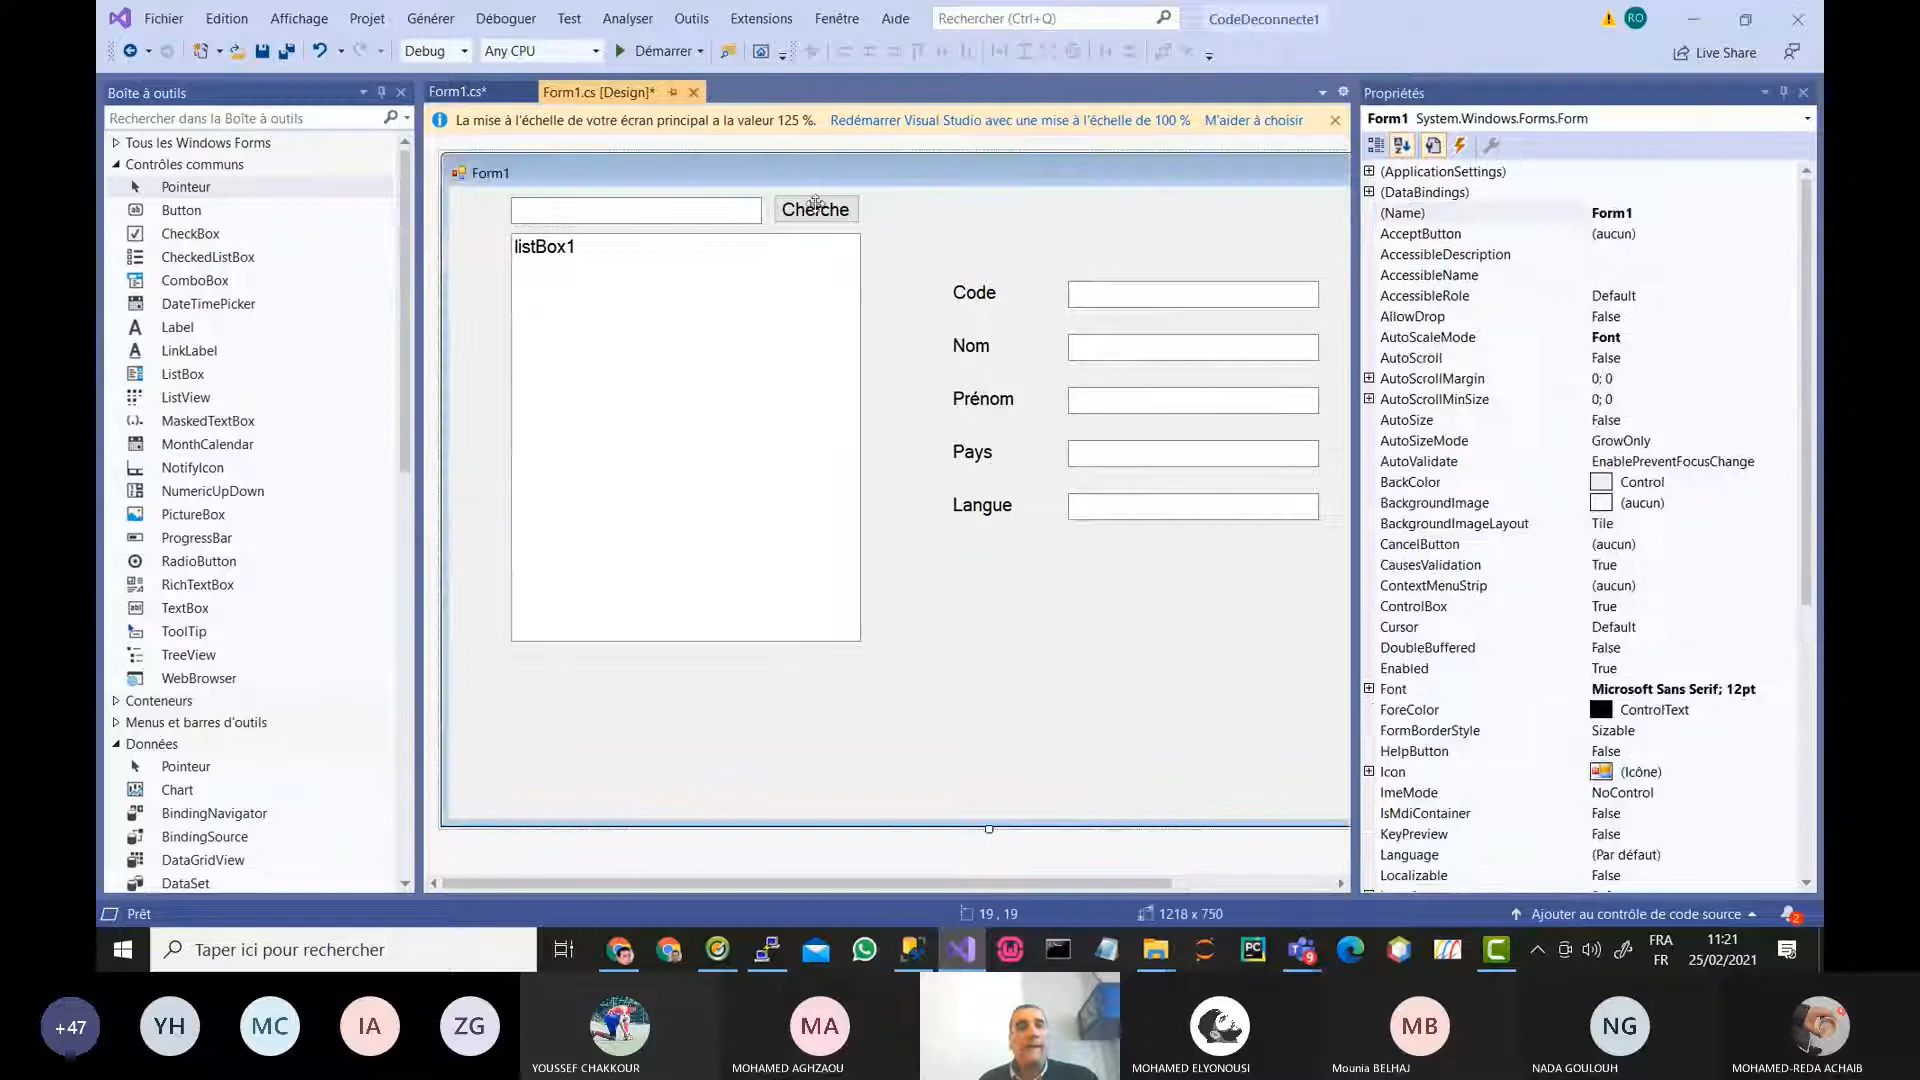 Fichier Edition Affichage Projet Générer Déboguer Test Analyser Outils Extensions Fenêtre Aide Rechercher (Ctrl+Q) CodeDeconnecte1 RO
Debug Any CPU Démarrer Live Share
Boîte à outils
Rechercher dans la Boîte à outils
Tous les Windows Forms
Contrôles communs
Pointeur
Button
CheckBox
CheckedListBox
ComboBox
DateTimePicker
Label
LinkLabel
ListBox
ListView
MaskedTextBox
MonthCalendar
NotifyIcon
NumericUpDown
PictureBox
ProgressBar
RadioButton
RichTextBox
TextBox
ToolTip
TreeView
WebBrowser
Conteneurs
Menus et barres d'outils
Données
Pointeur
Chart
BindingNavigator
BindingSource
DataGridView
DataSet
Form1.cs* Form1.cs [Design]*
La mise à l'échelle de votre écran principal a la valeur 125 %. Redémarrer Visual Studio avec une mise à l'échelle de 100 % M'aider à choisir
Form1
Cherche
listBox1
Code
Nom
Prénom
Pays
Langue
Propriétés
Form1 System.Windows.Forms.Form
(ApplicationSettings)
(DataBindings)
(Name) Form1
AcceptButton (aucun)
AccessibleDescription
AccessibleName
AccessibleRole Default
AllowDrop False
AutoScaleMode Font
AutoScroll False
AutoScrollMargin 0; 0
AutoScrollMinSize 0; 0
AutoSize False
AutoSizeMode GrowOnly
AutoValidate EnablePreventFocusChange
BackColor Control
BackgroundImage (aucun)
BackgroundImageLayout Tile
CancelButton (aucun)
CausesValidation True
ContextMenuStrip (aucun)
ControlBox True
Cursor Default
DoubleBuffered False
Enabled True
Font Microsoft Sans Serif; 12pt
ForeColor ControlText
FormBorderStyle Sizable
HelpButton False
Icon (Icône)
ImeMode NoControl
IsMdiContainer False
KeyPreview False
Language (Par défaut)
Localizable False
Prêt 19 , 19 1218 x 750 Ajouter au contrôle de code source 2
Taper ici pour rechercher PC 9 FRA 11:21
FR 25/02/2021
+47 YH MC IA ZG MA MB NG
YOUSSEF CHAKKOUR MOHAMED AGHZAOU MOHAMED ELYONOUSI Mounia BELHAJ NADA GOULOUH MOHAMED-REDA ACHAIB